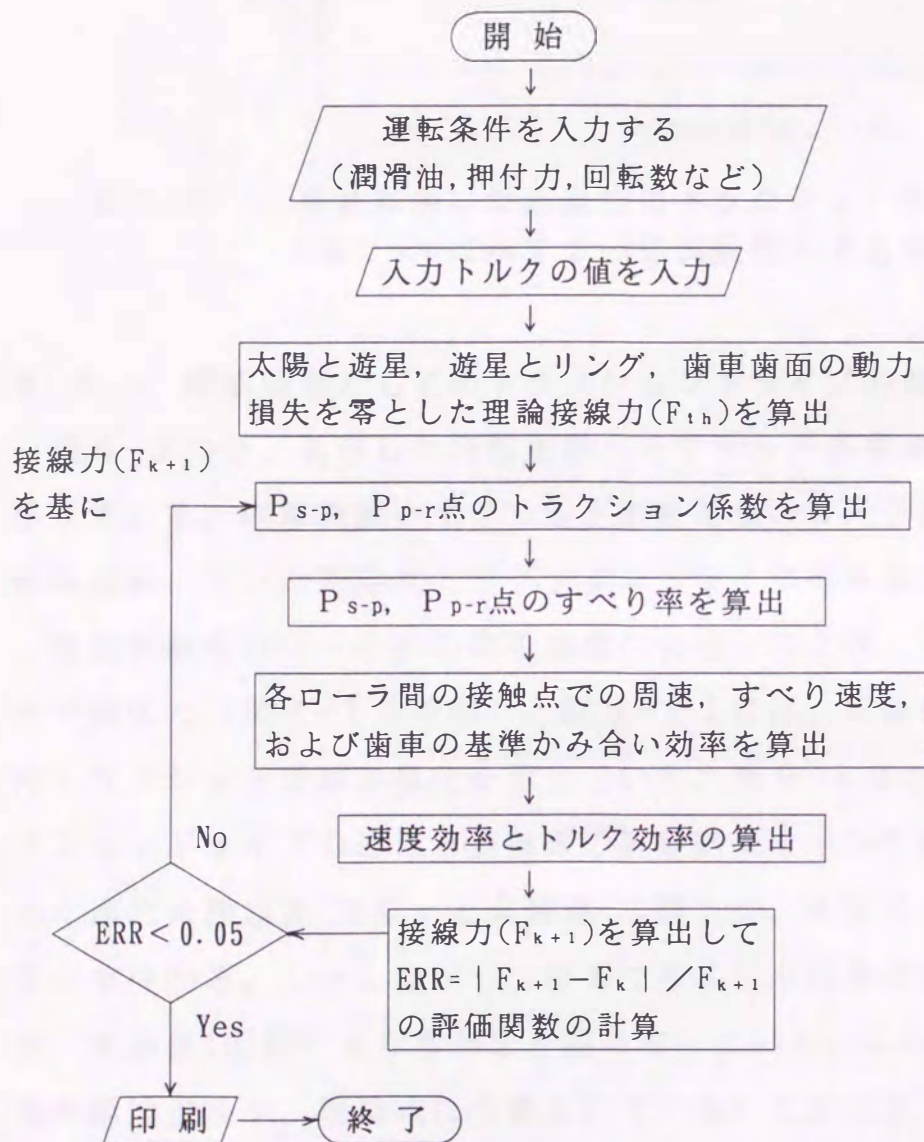 開始
運転条件を入力する
(潤滑油,押付力,回転数など)
入力トルクの値を入力
太陽と遊星, 遊星とリング, 歯車歯面の動力
損失を零とした理論接線力(Fth)を算出
接線力(Fk+1)
を基に
Ps-p, Pp-r点のトラクション係数を算出
Ps-p, Pp-r点のすべり率を算出
各ローラ間の接触点での周速, すべり速度,
および歯車の基準かみ合い効率を算出
速度効率とトルク効率の算出
No
ERR<0.05
接線力(Fk+1)を算出して
ERR=|Fk+1−Fk|/Fk+1
の評価関数の計算
Yes
印刷
終了